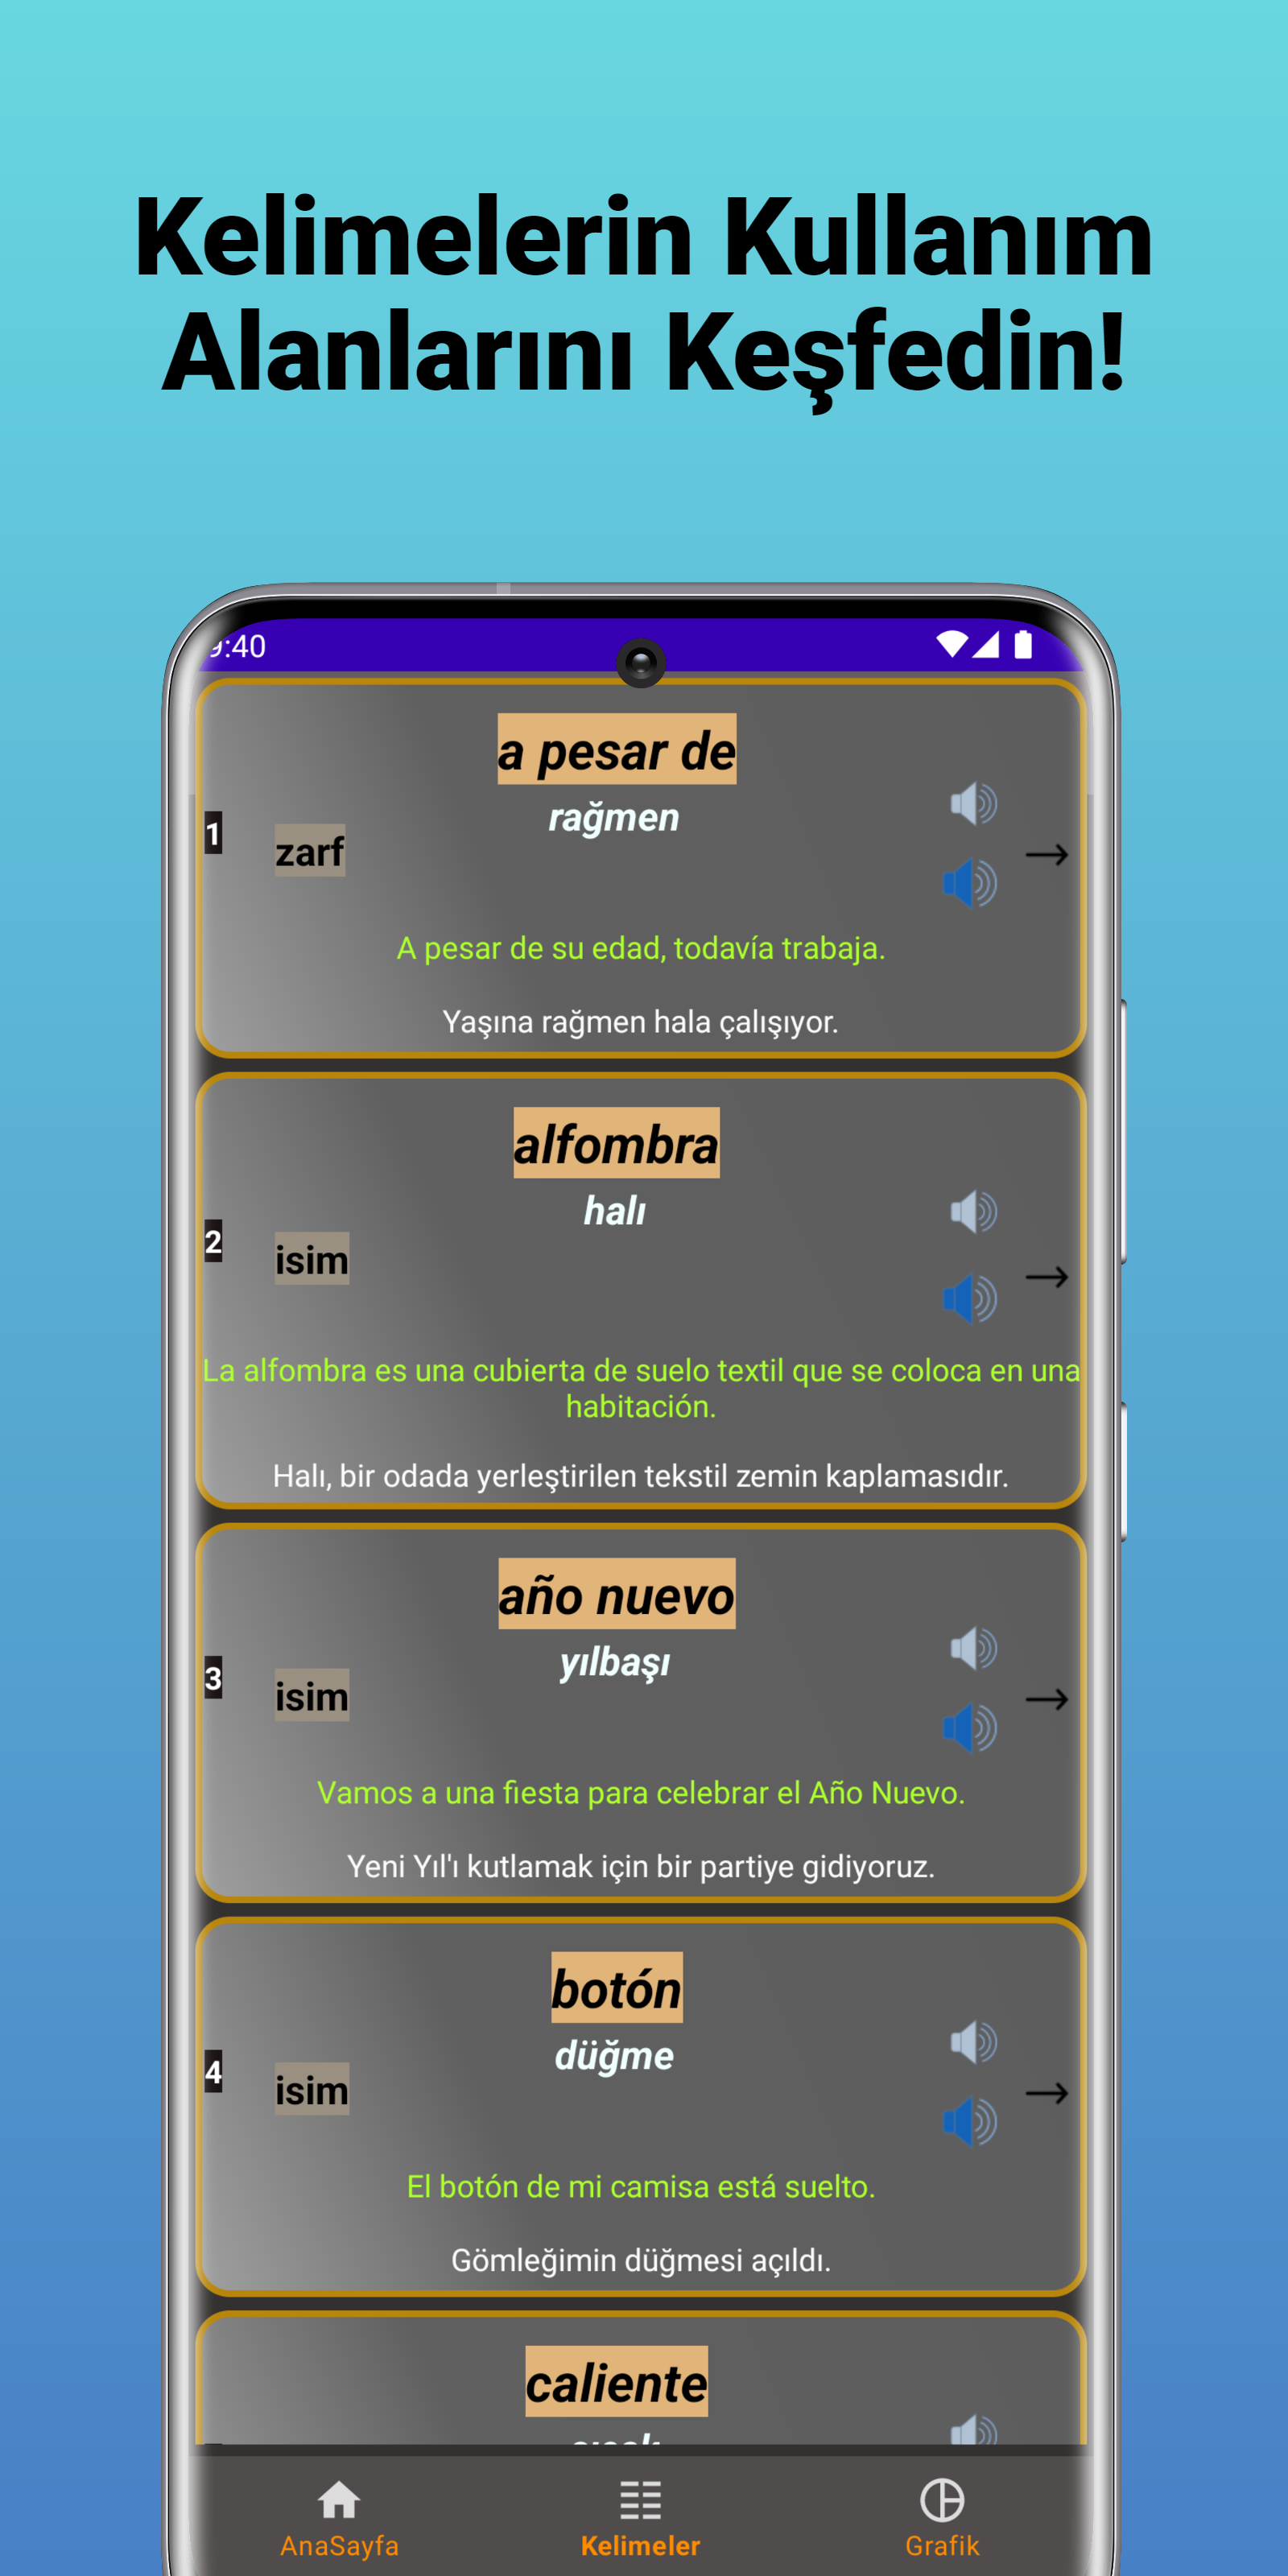 Kelimelerin Kullanım
Alanlarını Keşfedin!
:40
a pesar de
rağmen
1
zarf
A pesar de su edad, todavía trabaja.
Yaşına rağmen hala çalışıyor.
alfombra
halı
2
isim
La alfombra es una cubierta de suelo textil que se coloca en una
habitación.
Halı, bir odada yerleştirilen tekstil zemin kaplamasıdır.
año nuevo
yılbaşı
3
isim
Vamos a una fiesta para celebrar el Año Nuevo.
Yeni Yıl'ı kutlamak için bir partiye gidiyoruz.
botón
düğme
4
isim
El botón de mi camisa está suelto.
Gömleğimin düğmesi açıldı.
caliente
AnaSayfa
Kelimeler
Grafik